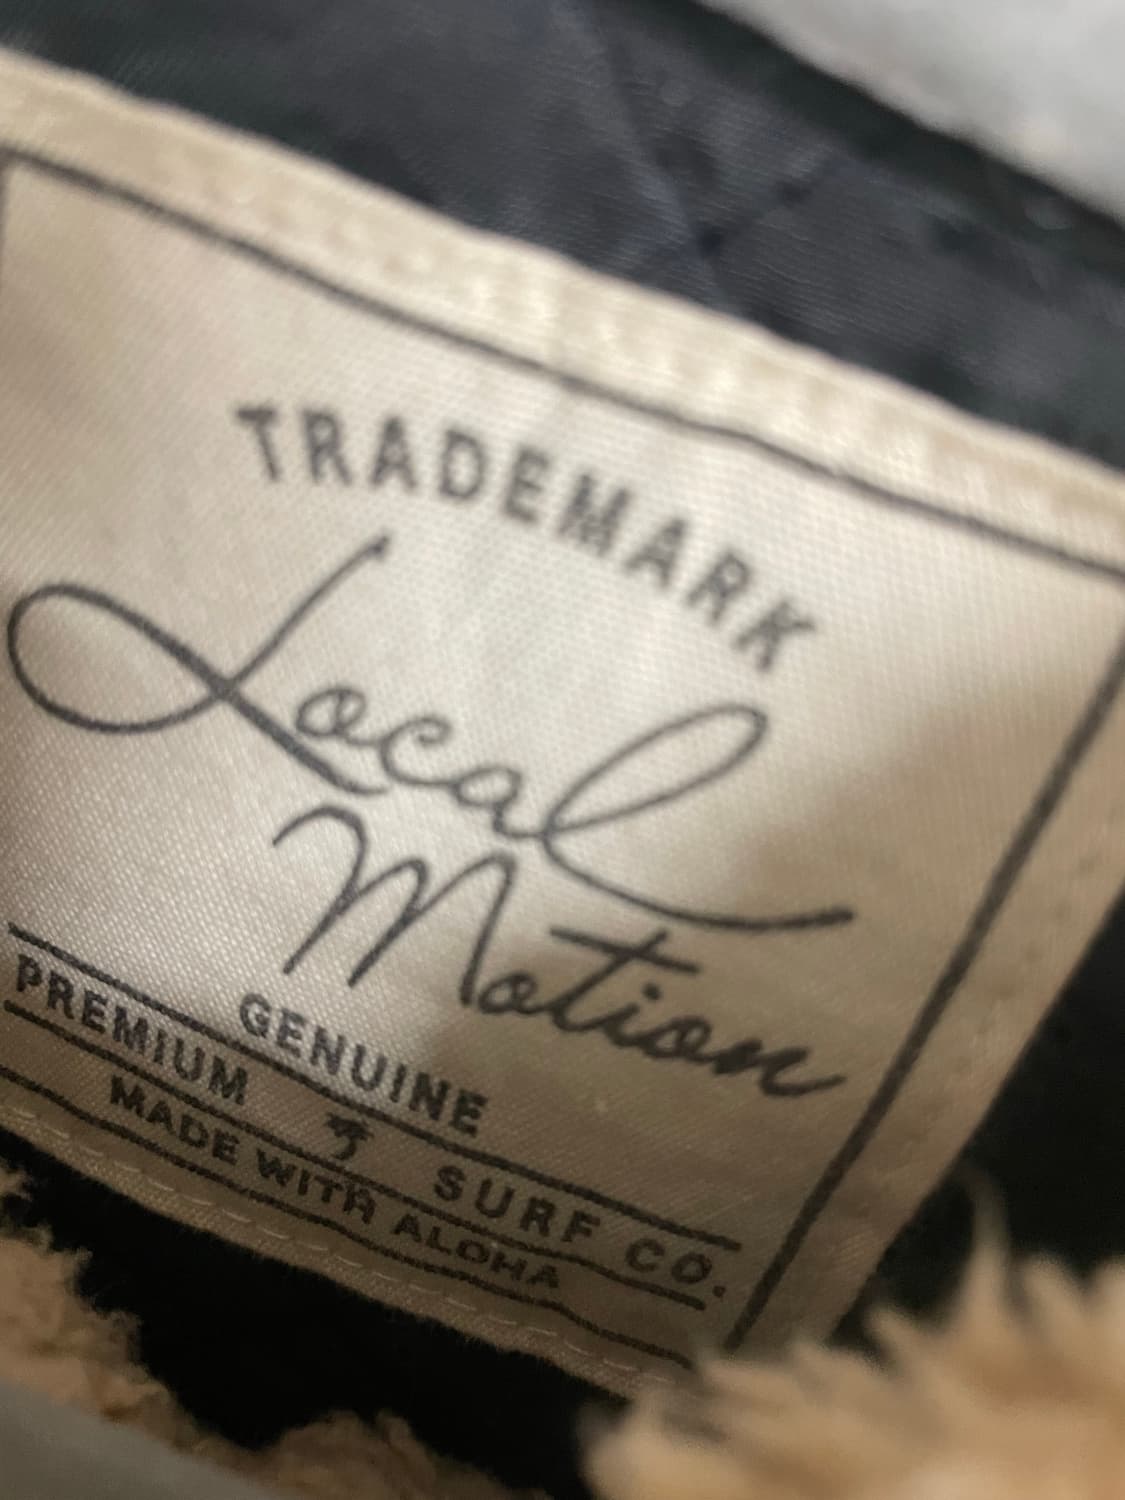 TRADEMARK
Local
Motion
GENUINE
PREMIUM SURF CO.
MADE WITH ALOHA